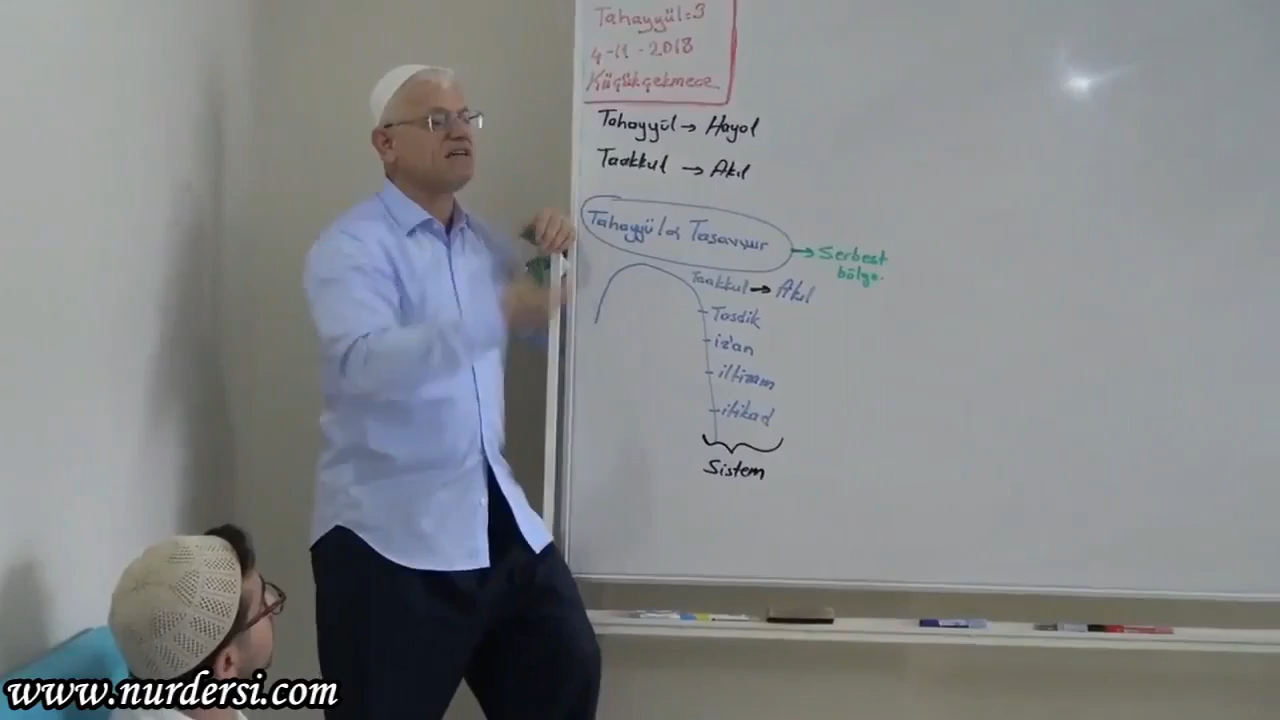 Tahayyül=3
4-11-2018
Küçükçekmece
Tahayyül → Hayal
Taakkul → Akıl
Tahayyül Tasavvur → Serbest
bölge.
Taakkul → Akıl
Tasdik
iz'an
iltizam
itikad
Sistem
www.nurdersi.com